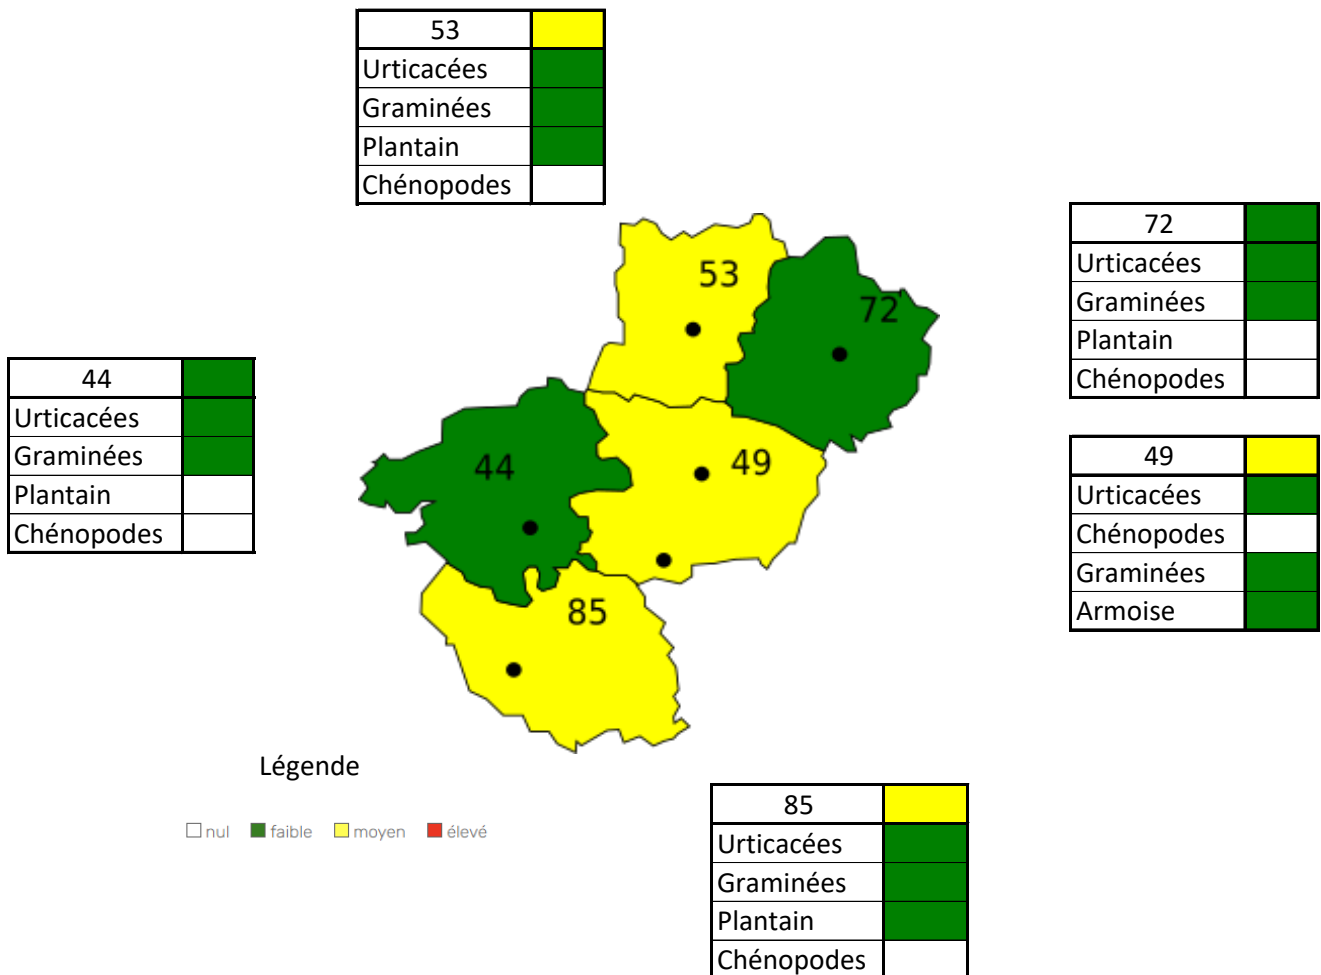 53
Urticacées
Graminées
Plantain
Chénopodes
72
Urticacées
Graminées
Plantain
Chénopodes
53
72
44
Urticacées
Graminées
Plantain
Chénopodes
49
Urticacées
Chénopodes
Graminées
Armoise
44
49
85
Légende
nul faible moyen élevé
85
Urticacées
Graminées
Plantain
Chénopodes